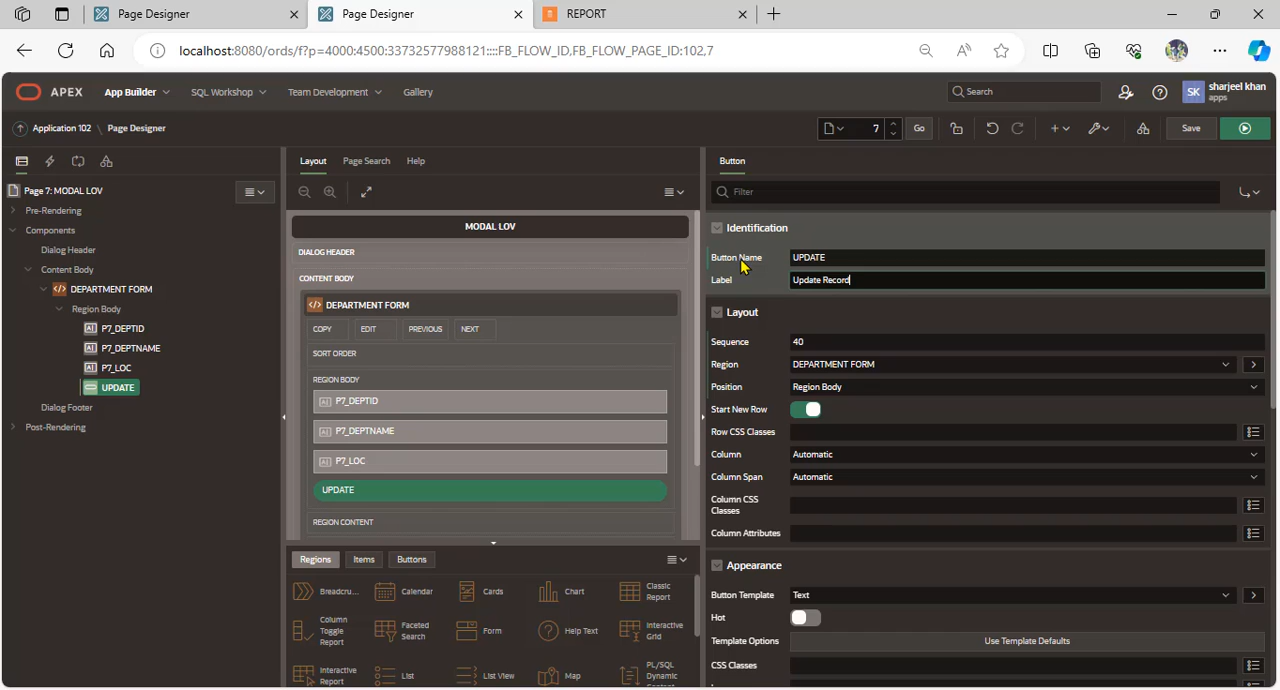 Page Designer
Page Designer
REPORT
localhost:8080/ords/f?p=4000:4500:33732577988121::::FB_FLOW_ID,FB_FLOW_PAGE_ID:102,7
APEX App Builder SQL Workshop Team Development Gallery
Search
SK
sharjeel khan
apps
Application 102 \ Page Designer
7 Go Save
Page 7: MODAL LOV
Pre-Rendering
Components
Dialog Header
Content Body
DEPARTMENT FORM
Region Body
P7_DEPTID
P7_DEPTNAME
P7_LOC
UPDATE
Dialog Footer
Post-Rendering
Layout Page Search Help
MODAL LOV
DIALOG HEADER
CONTENT BODY
DEPARTMENT FORM
COPY EDIT PREVIOUS NEXT
SORT ORDER
REGION BODY
P7_DEPTID
P7_DEPTNAME
P7_LOC
UPDATE
REGION CONTENT
Regions Items Buttons
Breadcru... Calendar Cards Chart Classic Report
Column Toggle Report Faceted Search Form Help Text Interactive Grid
Interactive Report List List View Map PL/SQL Dynamic
Button
Filter
Identification
Button Name UPDATE
Label Update Record
Layout
Sequence 40
Region DEPARTMENT FORM
Position Region Body
Start New Row
Row CSS Classes
Column Automatic
Column Span Automatic
Column CSS Classes
Column Attributes
Appearance
Button Template Text
Hot
Template Options Use Template Defaults
CSS Classes